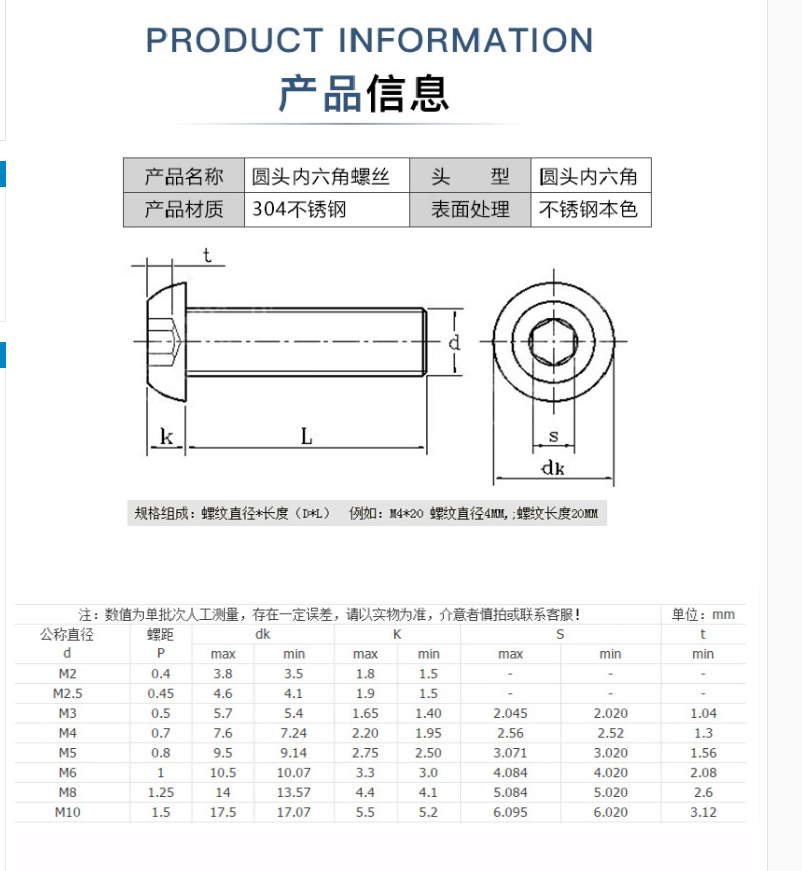 PRODUCT INFORMATION
产品信息
产品名称 圆头内六角螺丝 头 型 圆头内六角
产品材质 304不锈钢 表面处理 不锈钢本色
t
d
k L s
dk
规格组成：螺纹直径*长度（D*L） 例如：M4*20 螺纹直径4MM,;螺纹长度20MM
注：数值为单批次人工测量，存在一定误差，请以实物为准，介意者慎拍或联系客服！ 单位：mm
公称直径 螺距 dk K S t
d P max min max min max min min
M2 0.4 3.8 3.5 1.8 1.5 - - -
M2.5 0.45 4.6 4.1 1.9 1.5 - - -
M3 0.5 5.7 5.4 1.65 1.40 2.045 2.020 1.04
M4 0.7 7.6 7.24 2.20 1.95 2.56 2.52 1.3
M5 0.8 9.5 9.14 2.75 2.50 3.071 3.020 1.56
M6 1 10.5 10.07 3.3 3.0 4.084 4.020 2.08
M8 1.25 14 13.57 4.4 4.1 5.084 5.020 2.6
M10 1.5 17.5 17.07 5.5 5.2 6.095 6.020 3.12